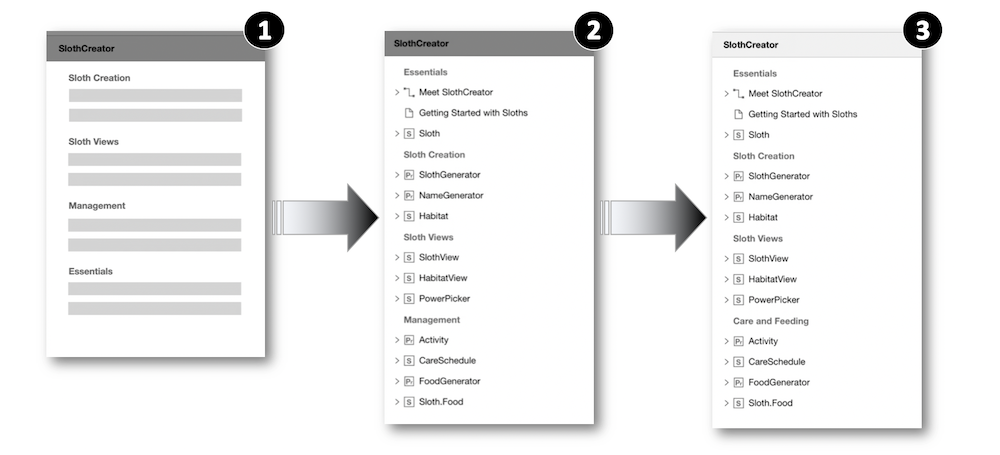 1
SlothCreator
Sloth Creation
Sloth Views
Management
Essentials
2
SlothCreator
Essentials
Meet SlothCreator
Getting Started with Sloths
S Sloth
Sloth Creation
Pr SlothGenerator
Pr NameGenerator
S Habitat
Sloth Views
S SlothView
S HabitatView
S PowerPicker
Management
Pr Activity
S CareSchedule
Pr FoodGenerator
S Sloth.Food
3
SlothCreator
Essentials
Meet SlothCreator
Getting Started with Sloths
S Sloth
Sloth Creation
Pr SlothGenerator
Pr NameGenerator
S Habitat
Sloth Views
S SlothView
S HabitatView
S PowerPicker
Care and Feeding
Pr Activity
S CareSchedule
Pr FoodGenerator
S Sloth.Food